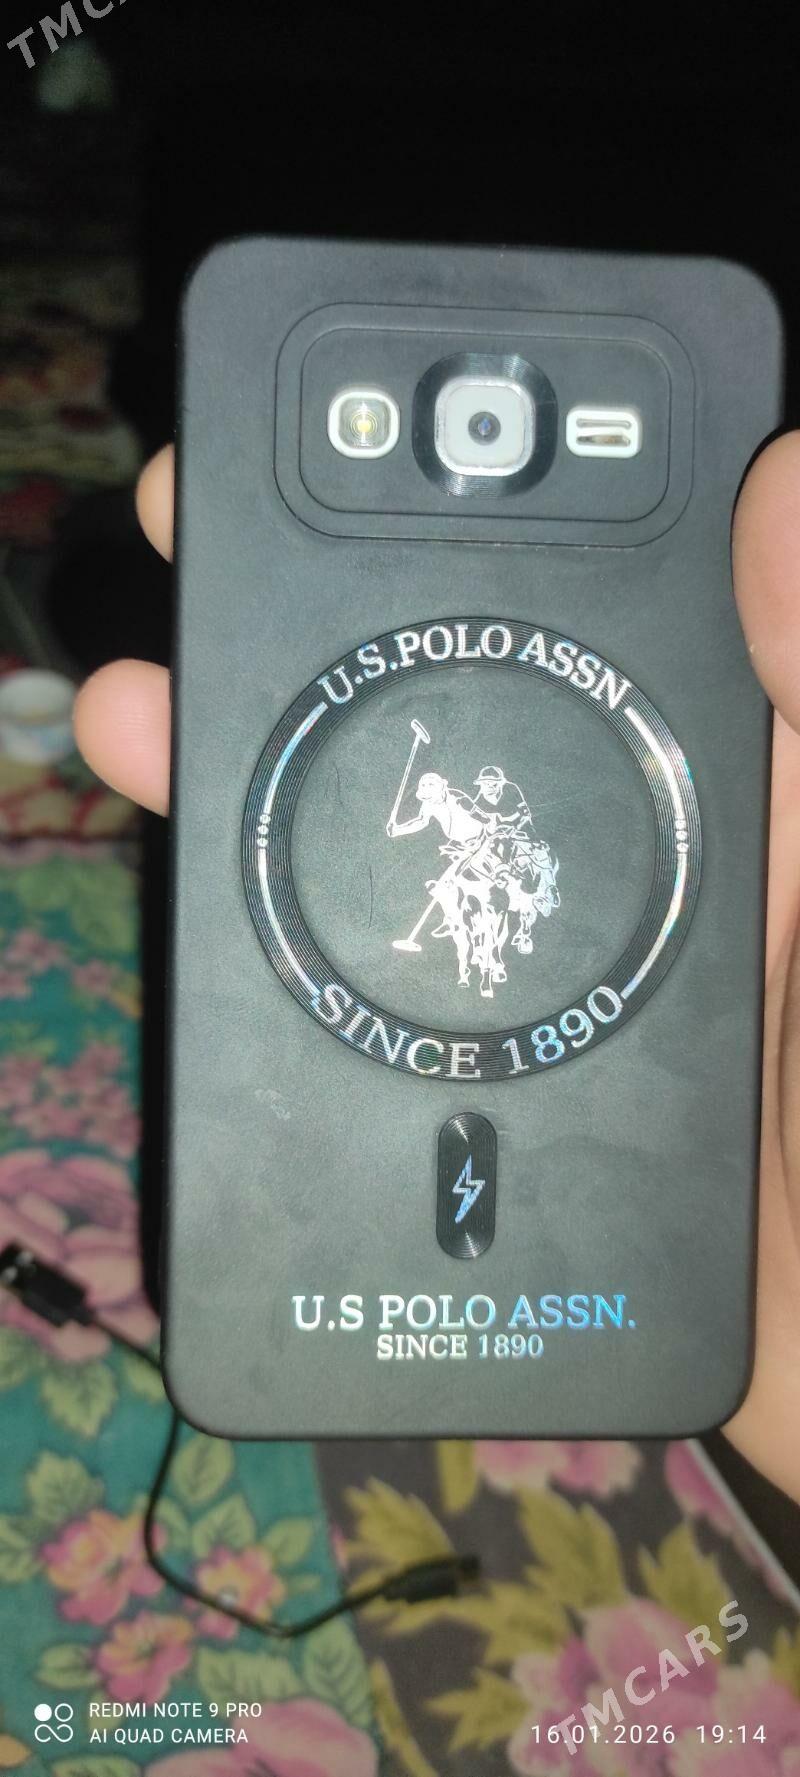 TMCA
U.S.POLO ASSN
SINCE 1890
U.S POLO ASSN.
SINCE 1890
TMCARS
REDMI NOTE 9 PRO
AI QUAD CAMERA
16.01.2026 19:14